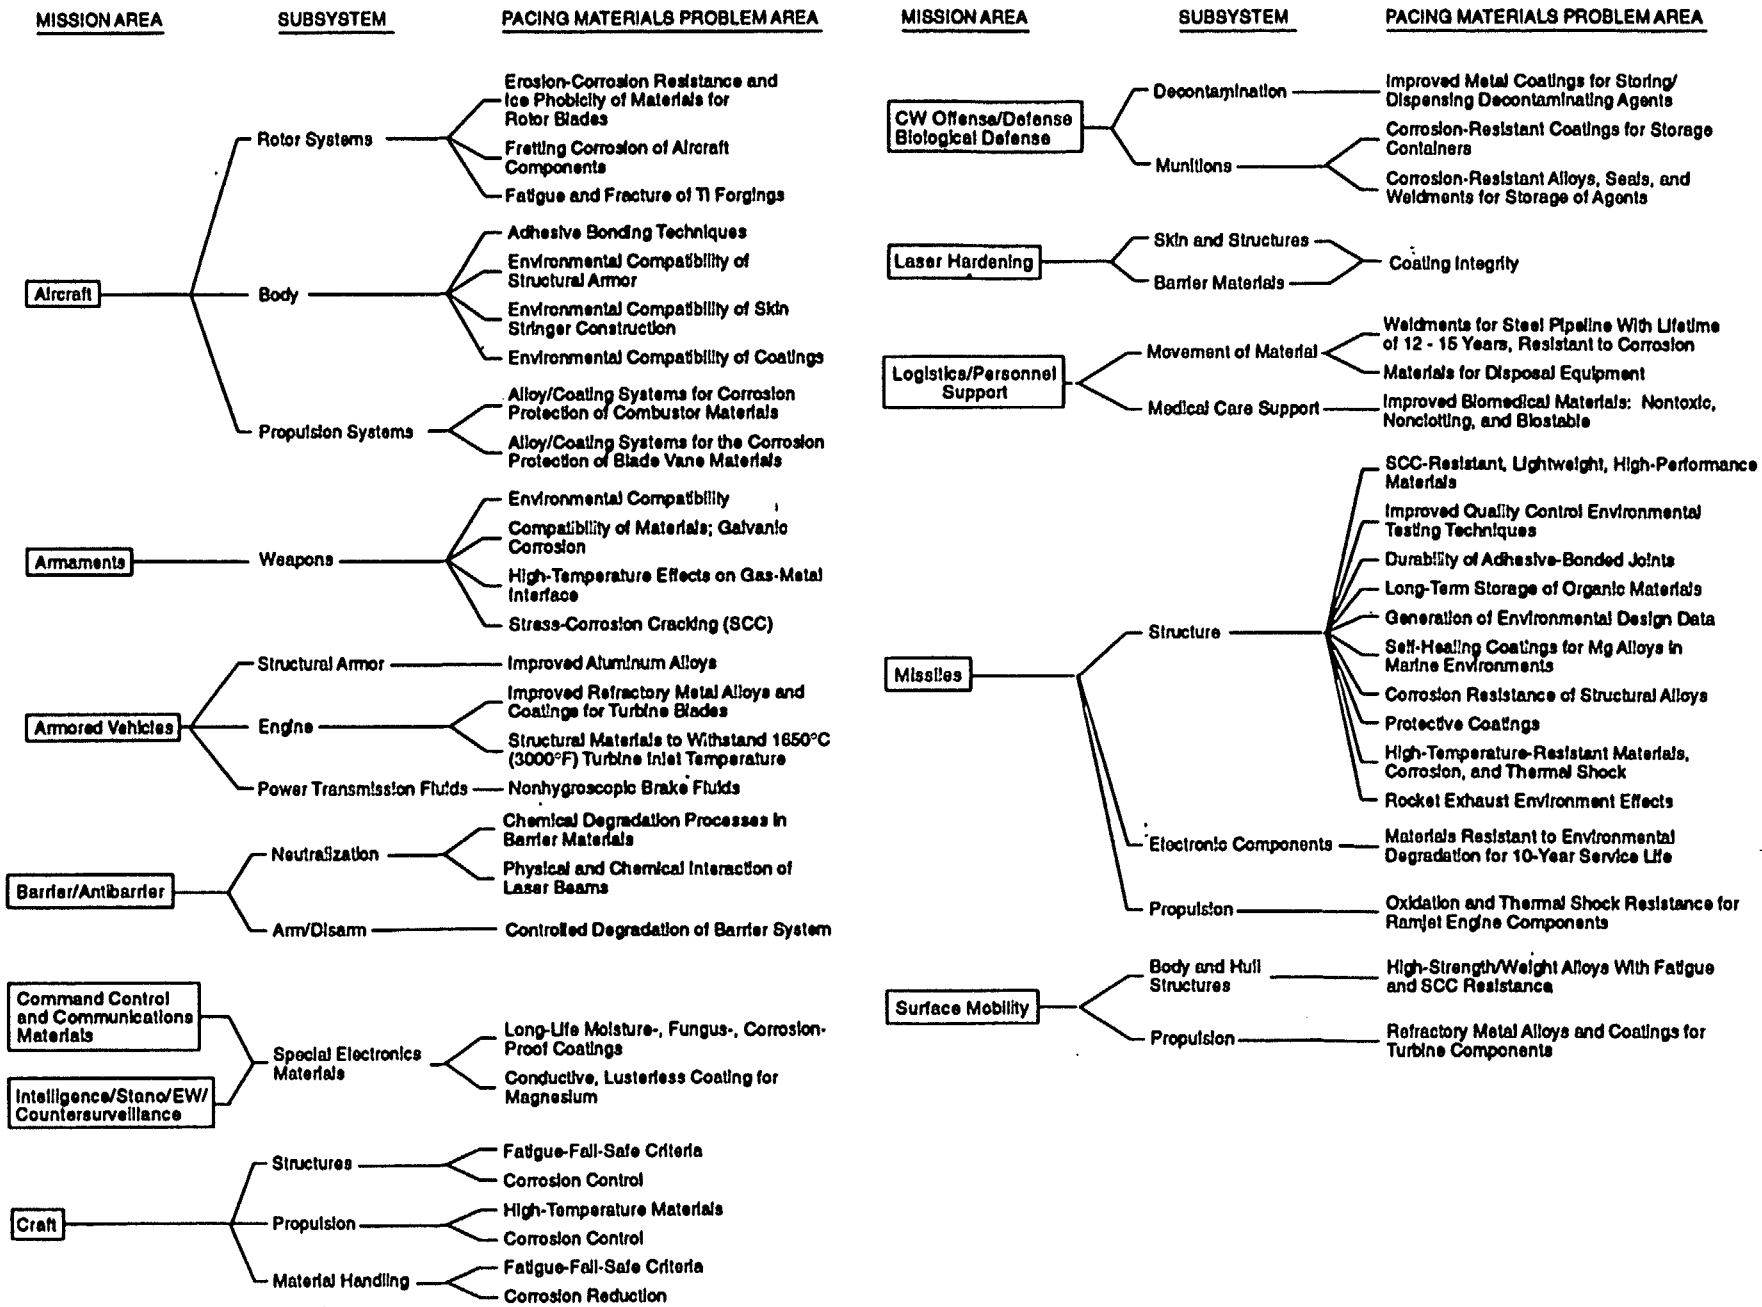 MISSION AREA
SUBSYSTEM
PACING MATERIALS PROBLEM AREA
Aircraft
Rotor Systems
Erosion-Corrosion Resistance and
Ice Phobicity of Materials for
Rotor Blades
Fretting Corrosion of Aircraft
Components
Fatigue and Fracture of Ti Forgings
Body
Adhesive Bonding Techniques
Environmental Compatibility of
Structural Armor
Environmental Compatibility of Skin
Stringer Construction
Environmental Compatibility of Coatings
Propulsion Systems
Alloy/Coating Systems for Corrosion
Protection of Combustor Materials
Alloy/Coating Systems for the Corrosion
Protection of Blade Vane Materials
Armaments
Weapons
Environmental Compatibility
Compatibility of Materials; Galvanic
Corrosion
High-Temperature Effects on Gas-Metal
Interface
Stress-Corrosion Cracking (SCC)
Armored Vehicles
Structural Armor
Improved Aluminum Alloys
Engine
Improved Refractory Metal Alloys and
Coatings for Turbine Blades
Structural Materials to Withstand 1650°C
(3000°F) Turbine Inlet Temperature
Power Transmission Fluids
Nonhygroscopic Brake Fluids
Barrier/Antibarrier
Neutralization
Chemical Degradation Processes in
Barrier Materials
Physical and Chemical Interaction of
Laser Beams
Arm/Disarm
Controlled Degradation of Barrier System
Command Control
and Communications
Materials
Intelligence/Stano/EW/
Countersurveillance
Special Electronics
Materials
Long-Life Moisture-, Fungus-, Corrosion-
Proof Coatings
Conductive, Lusterless Coating for
Magnesium
Craft
Structures
Fatigue-Fail-Safe Criteria
Corrosion Control
Propulsion
High-Temperature Materials
Corrosion Control
Material Handling
Fatigue-Fail-Safe Criteria
Corrosion Reduction
MISSION AREA
SUBSYSTEM
PACING MATERIALS PROBLEM AREA
CW Offense/Defense
Biological Defense
Decontamination
Improved Metal Coatings for Storing/
Dispensing Decontaminating Agents
Munitions
Corrosion-Resistant Coatings for Storage
Containers
Corrosion-Resistant Alloys, Seals, and
Weldments for Storage of Agents
Laser Hardening
Skin and Structures
Barrier Materials
Coating Integrity
Logistics/Personnel
Support
Movement of Material
Weldments for Steel Pipeline With Lifetime
of 12 - 15 Years, Resistant to Corrosion
Materials for Disposal Equipment
Medical Care Support
Improved Biomedical Materials: Nontoxic,
Nonclotting, and Biostable
Missiles
Structure
SCC-Resistant, Lightweight, High-Performance
Materials
Improved Quality Control Environmental
Testing Techniques
Durability of Adhesive-Bonded Joints
Long-Term Storage of Organic Materials
Generation of Environmental Design Data
Self-Healing Coatings for Mg Alloys in
Marine Environments
Corrosion Resistance of Structural Alloys
Protective Coatings
High-Temperature-Resistant Materials,
Corrosion, and Thermal Shock
Rocket Exhaust Environment Effects
Electronic Components
Materials Resistant to Environmental
Degradation for 10-Year Service Life
Propulsion
Oxidation and Thermal Shock Resistance for
Ramjet Engine Components
Surface Mobility
Body and Hull
Structures
High-Strength/Weight Alloys With Fatigue
and SCC Resistance
Propulsion
Refractory Metal Alloys and Coatings for
Turbine Components